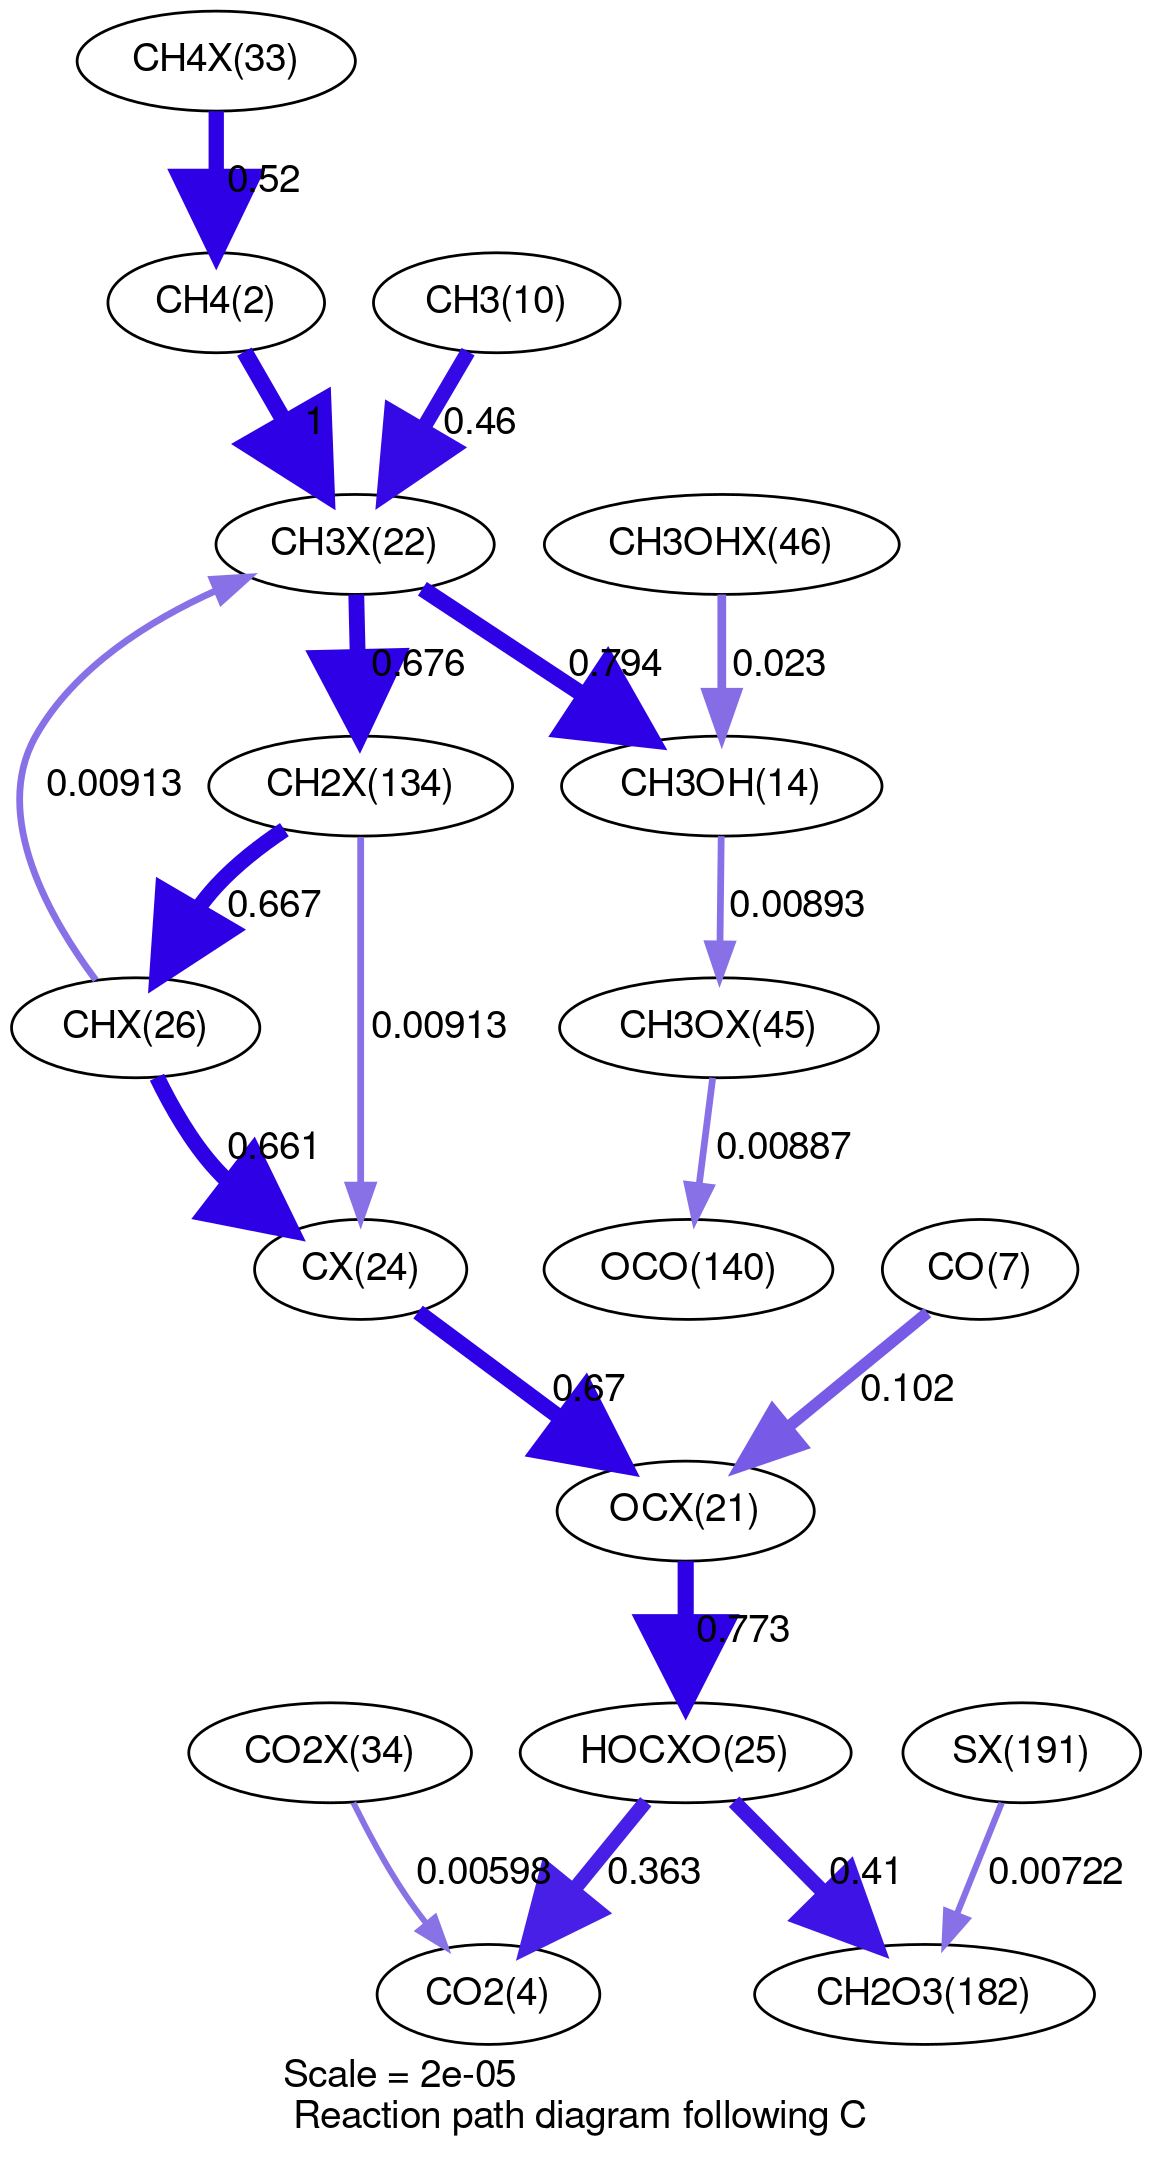 CH4X(33)
0.52
CH4(2)
CH3(10)
1
0.46
CH3X(22)
CH3OHX(46)
0.676
0.794
0.023
0.00913
CH2X(134)
CH3OH(14)
0.667
0.00893
CHX(26)
0.00913
CH3OX(45)
0.661
0.00887
CX(24)
OCO(140)
CO(7)
0.67
0.102
OCX(21)
0.773
CO2X(34)
HOCXO(25)
SX(191)
0.00598
0.363
0.41
0.00722
CO2(4)
CH2O3(182)
Scale = 2e-05
Reaction path diagram following C